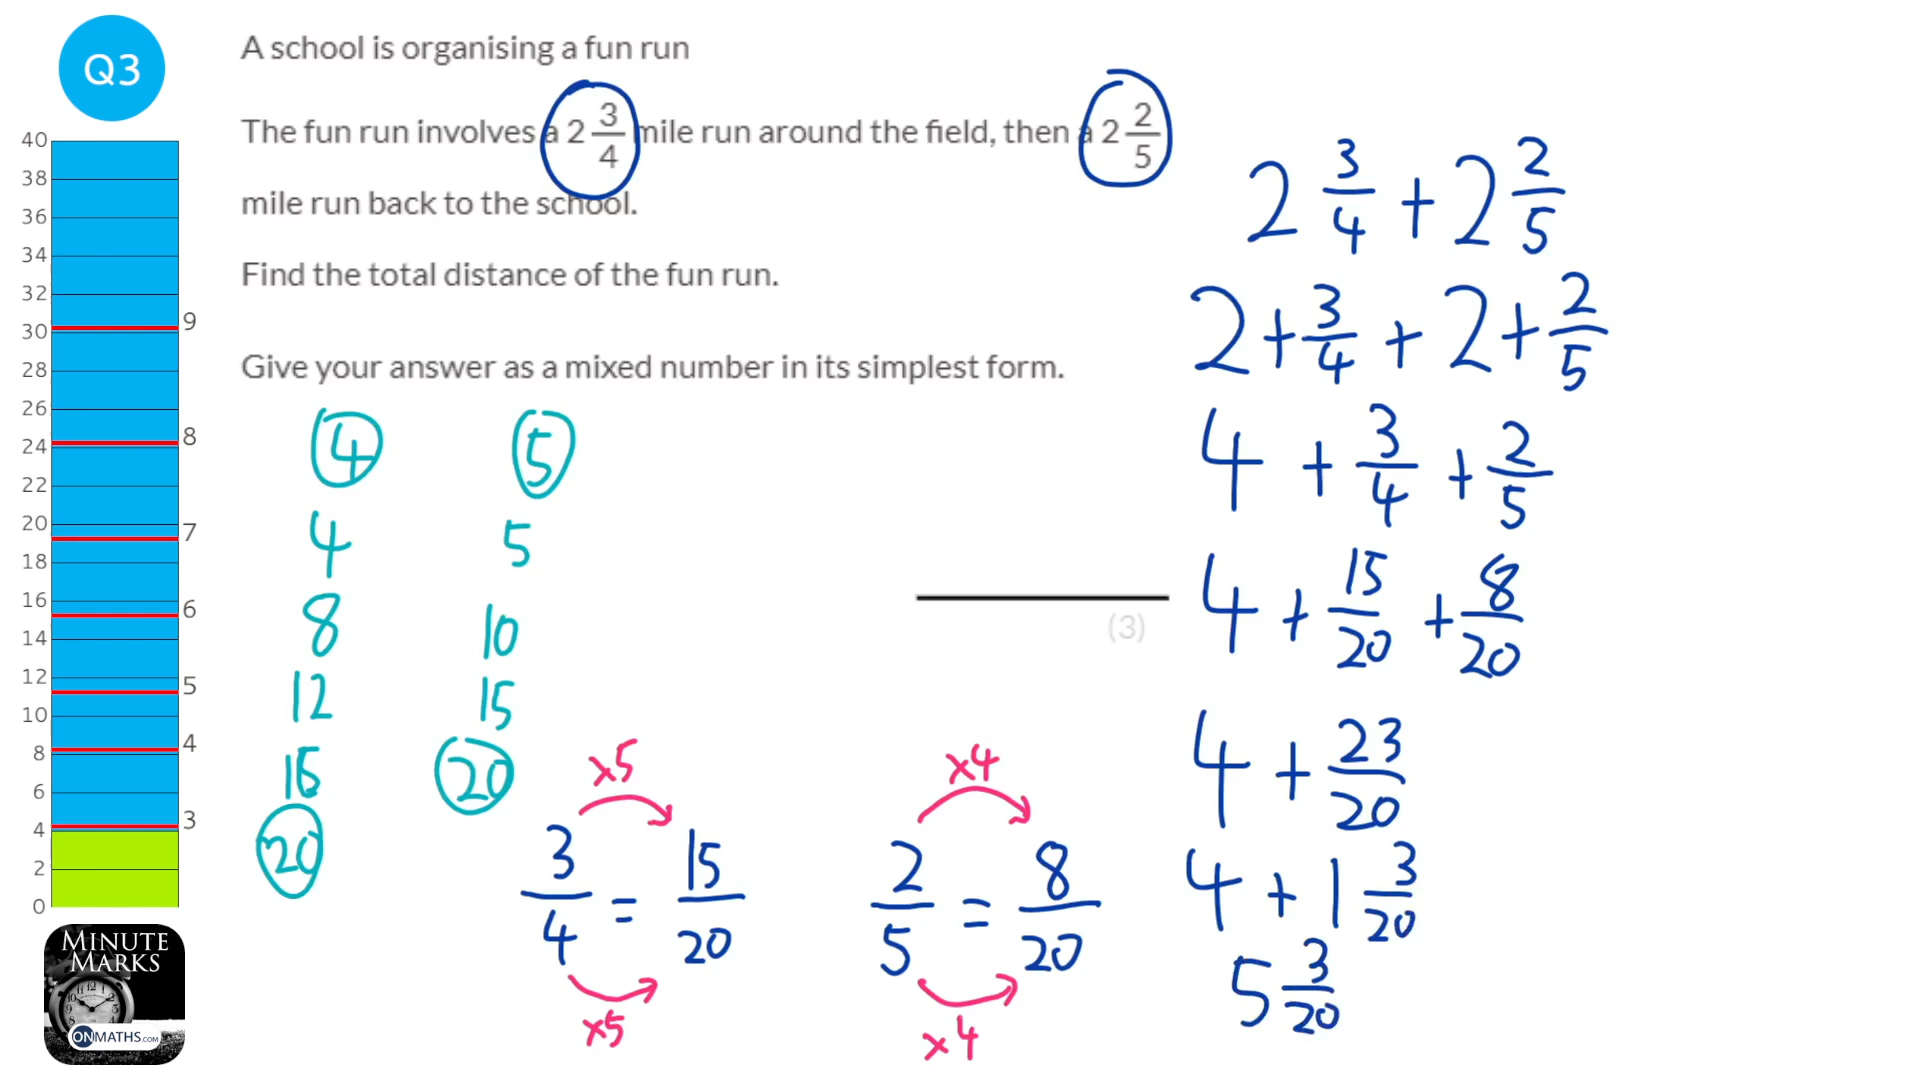 Q3
A school is organising a fun run
The fun run involves a 2 3/4 mile run around the field, then a 2 2/5
mile run back to the school.
Find the total distance of the fun run.
Give your answer as a mixed number in its simplest form.
(3)
40
38
36
34
32
30
28
26
24
22
20
18
16
14
12
10
8
6
4
2
0
9
8
7
6
5
4
3
4 5
4 5
8 10
12 15
16 20
20
×5
3/4 = 15/20
×5
×4
2/5 = 8/20
×4
2 3/4 + 2 2/5
2 + 3/4 + 2 + 2/5
4 + 3/4 + 2/5
4 + 15/20 + 8/20
4 + 23/20
4 + 1 3/20
5 3/20
MINUTE
MARKS
ONMATHS.COM